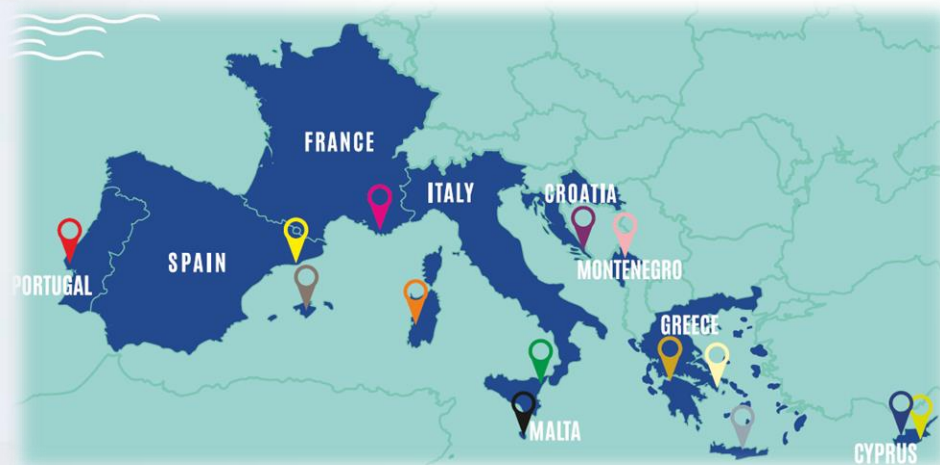 FRANCE
ITALY
CROATIA
SPAIN
MONTENEGRO
PORTUGAL
GREECE
MALTA
CYPRUS